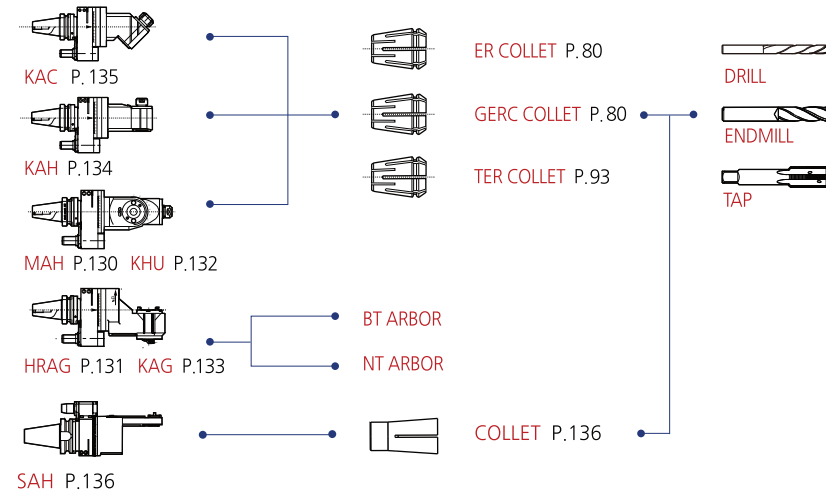 KAC P.135
KAH P.134
MAH P.130 KHU P.132
HRAG P.131 KAG P.133
SAH P.136
ER COLLET P.80
GERC COLLET P.80
TER COLLET P.93
BT ARBOR
NT ARBOR
COLLET P.136
DRILL
ENDMILL
TAP